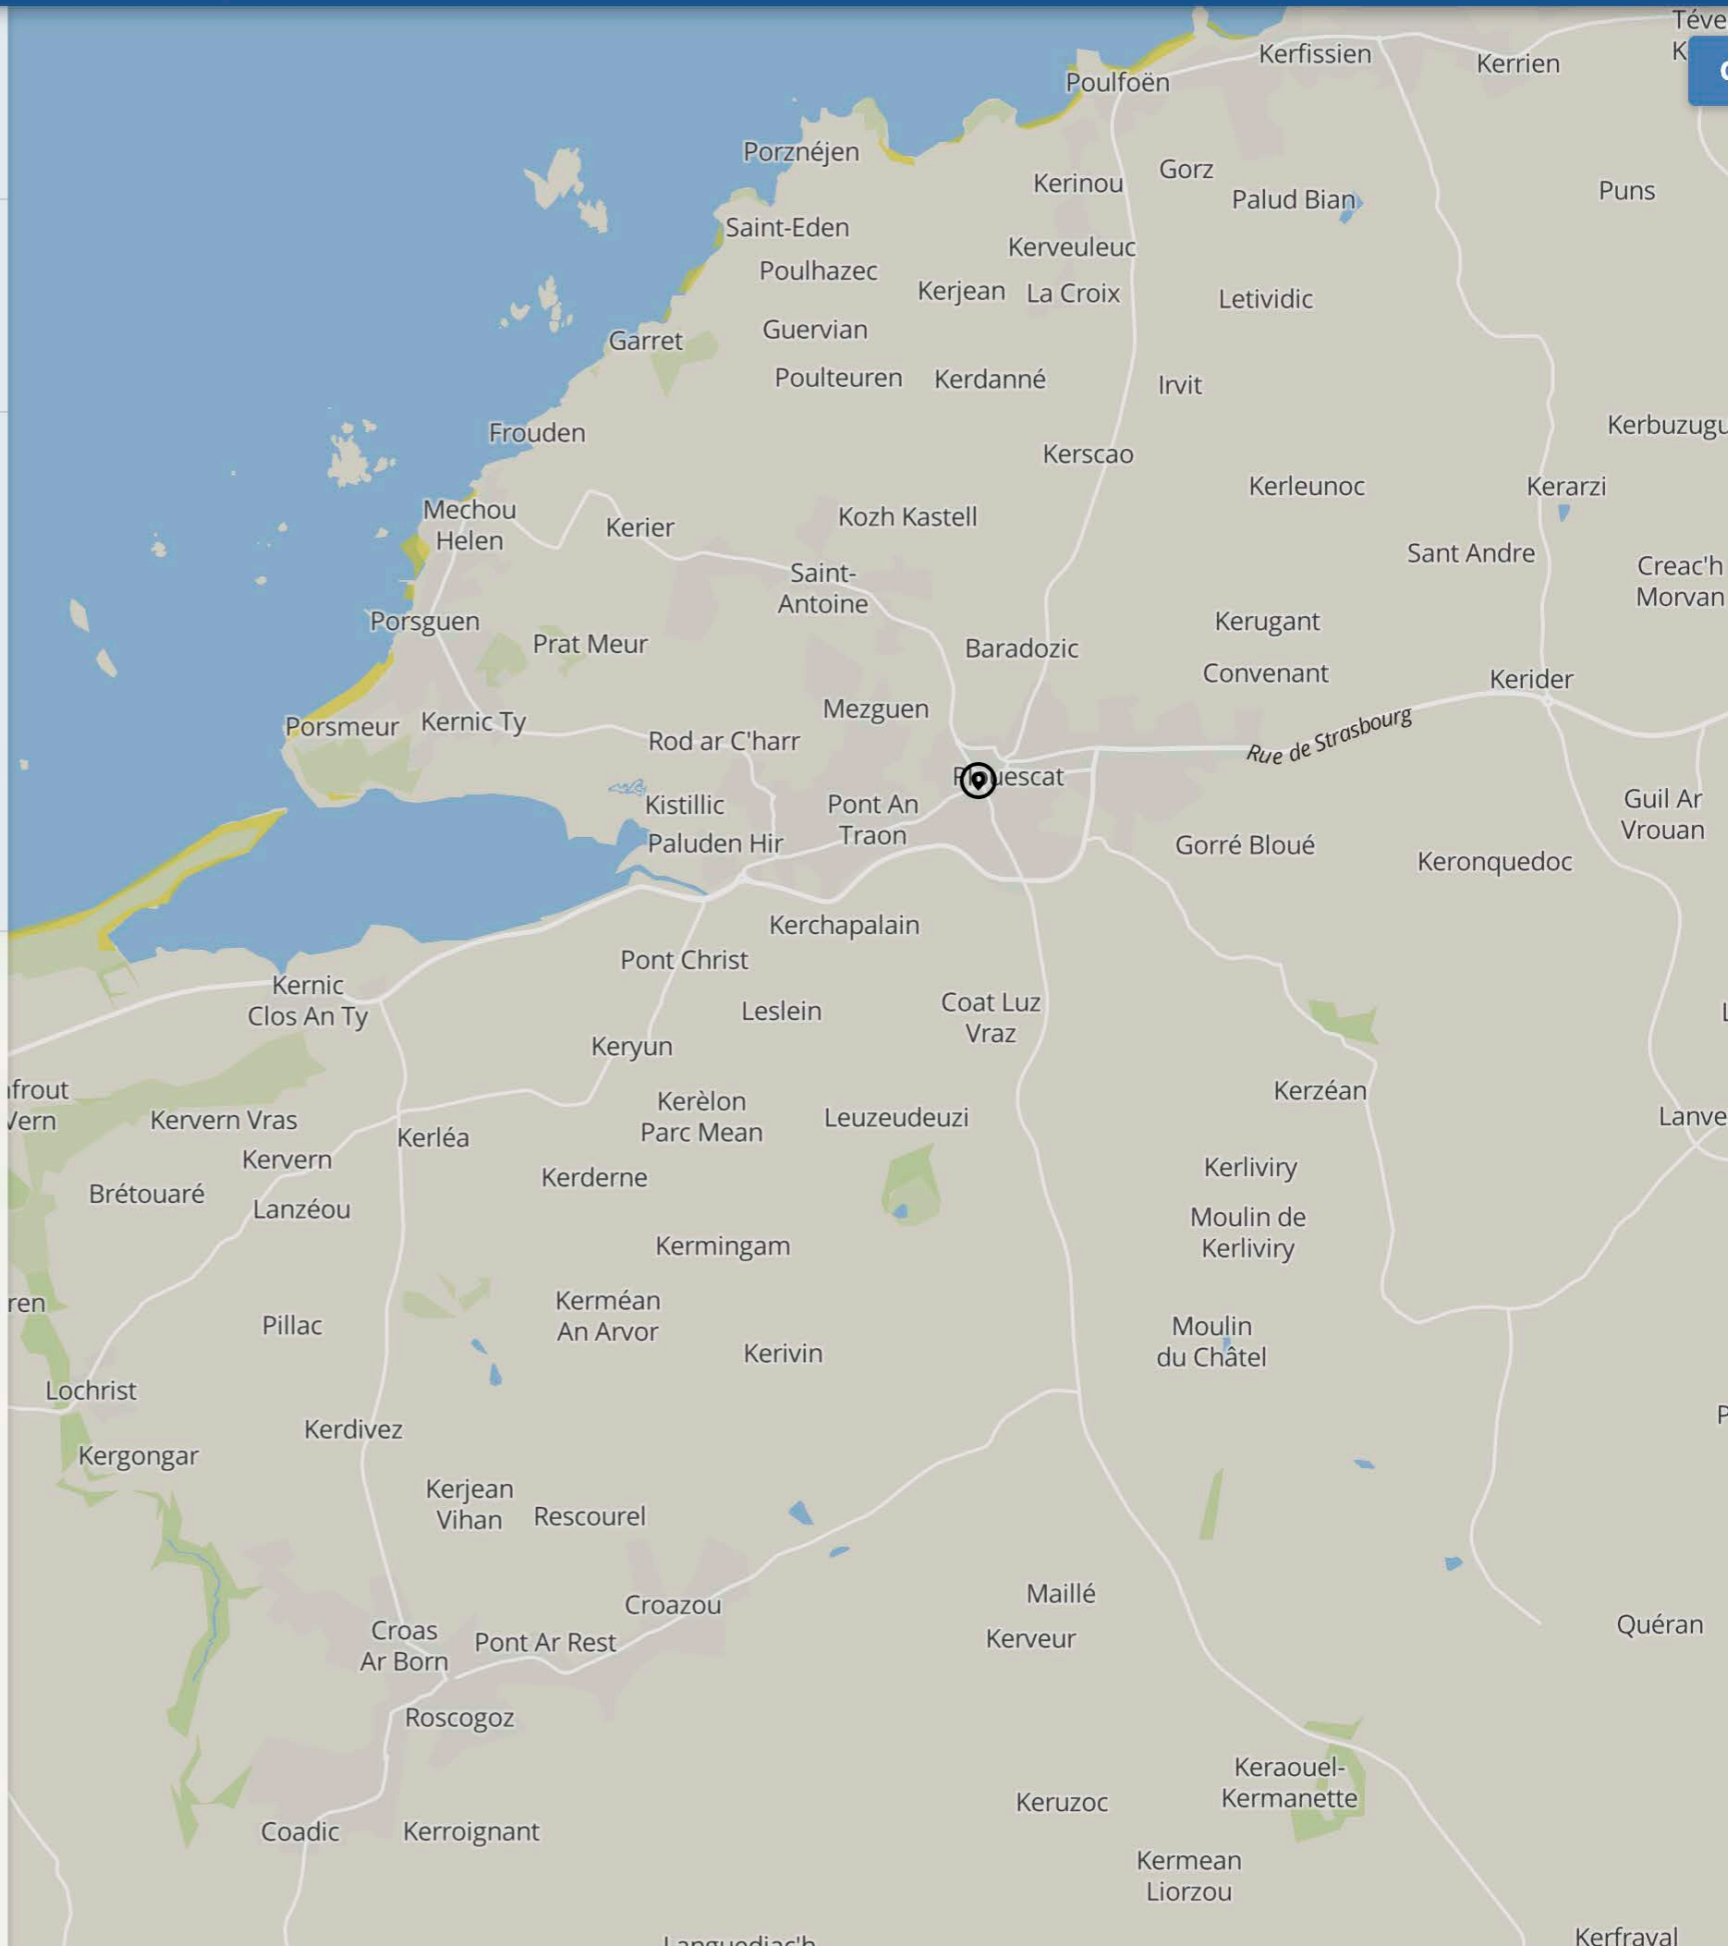 Kerfissien
Kerrien
Poulfoën
Porznéjen
Gorz
Kerinou
Puns
Palud Bian
Saint-Eden
Kerveuleuc
Poulhazec
Kerjean
La Croix
Letividic
Guervian
Garret
Poulteuren
Kerdanné
Irvit
Frouden
Kerscao
Kerleunoc
Kerarzi
Mechou
Helen
Kozh Kastell
Kerier
Sant Andre
Creac'h
Morvan
Saint-
Antoine
Porsguen
Kerugant
Prat Meur
Baradozic
Convenant
Kerider
Mezguen
Porsmeur
Kernic Ty
Rue de Strasbourg
Rod ar C'harr
Kistillic
Pont An
Traon
Guil Ar
Vrouan
Paluden Hir
Gorré Bloué
Keronquedoc
Kerchapalain
Pont Christ
Kernic
Clos An Ty
Leslein
Coat Luz
Vraz
Keryun
Kerzéan
Kerèlon
Parc Mean
Leuzeudeuzi
Kervern Vras
Kerléa
Kervern
Kerliviry
Kerderne
Brétouaré
Lanzéou
Moulin de
Kerliviry
Kermingam
Kerméan
An Arvor
Pillac
Moulin
du Châtel
Kerivin
Lochrist
Kerdivez
Kergongar
Kerjean
Vihan
Rescourel
Maillé
Croazou
Quéran
Croas
Ar Born
Pont Ar Rest
Kerveur
Roscogoz
Keraouel-
Kermanette
Keruzoc
Coadic
Kerroignant
Kermean
Liorzou
Kerfraval